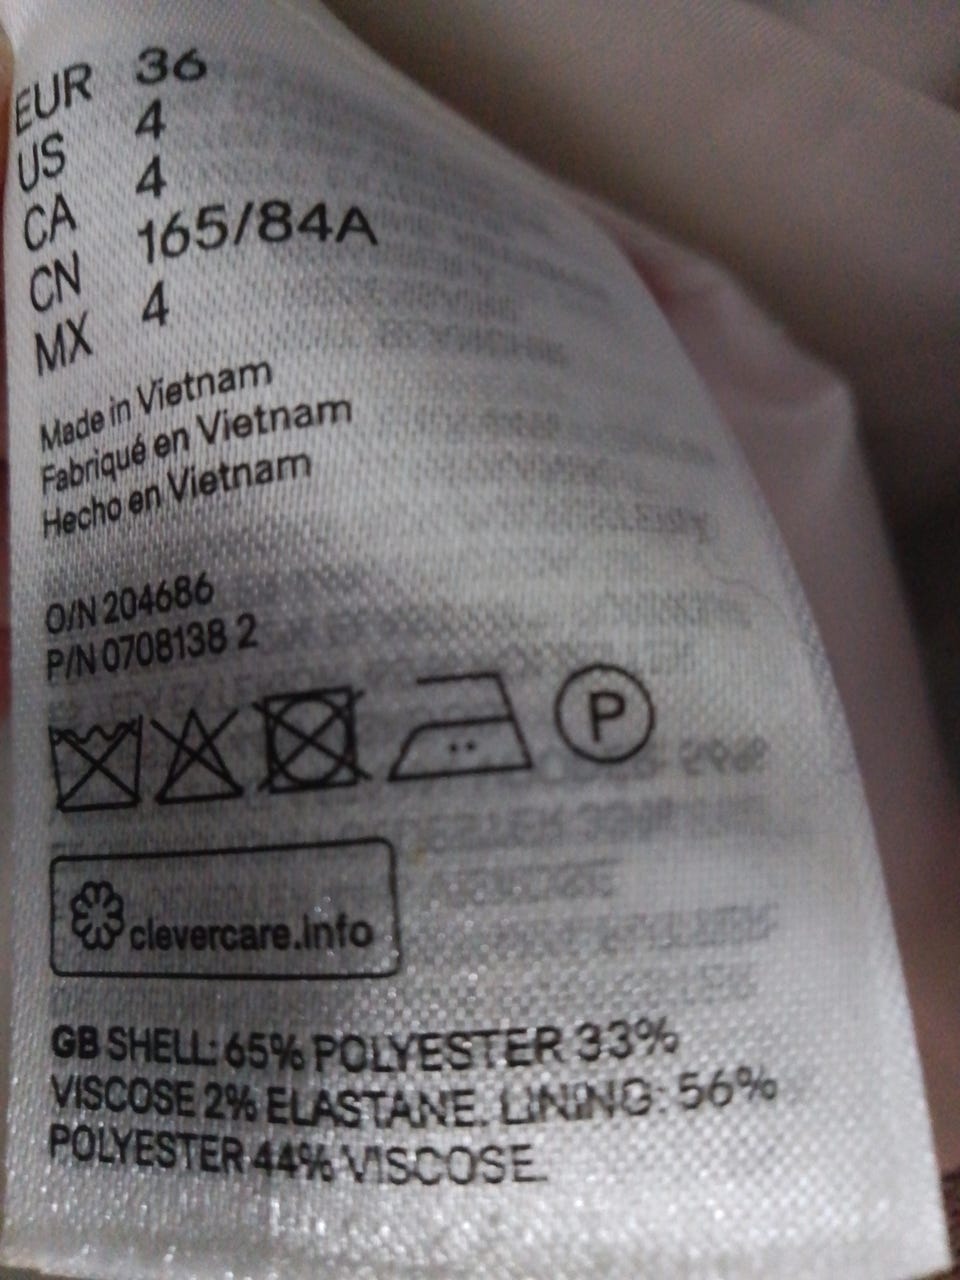 EUR 36
US 4
CA 4
CN 165/84A
MX 4
Made in Vietnam
Fabriqué en Vietnam
Hecho en Vietnam
O/N 204686
P/N 0708138 2
P
clevercare.info
GB SHELL: 65% POLYESTER 33%
VISCOSE 2% ELASTANE. LINING: 56%
POLYESTER 44% VISCOSE.